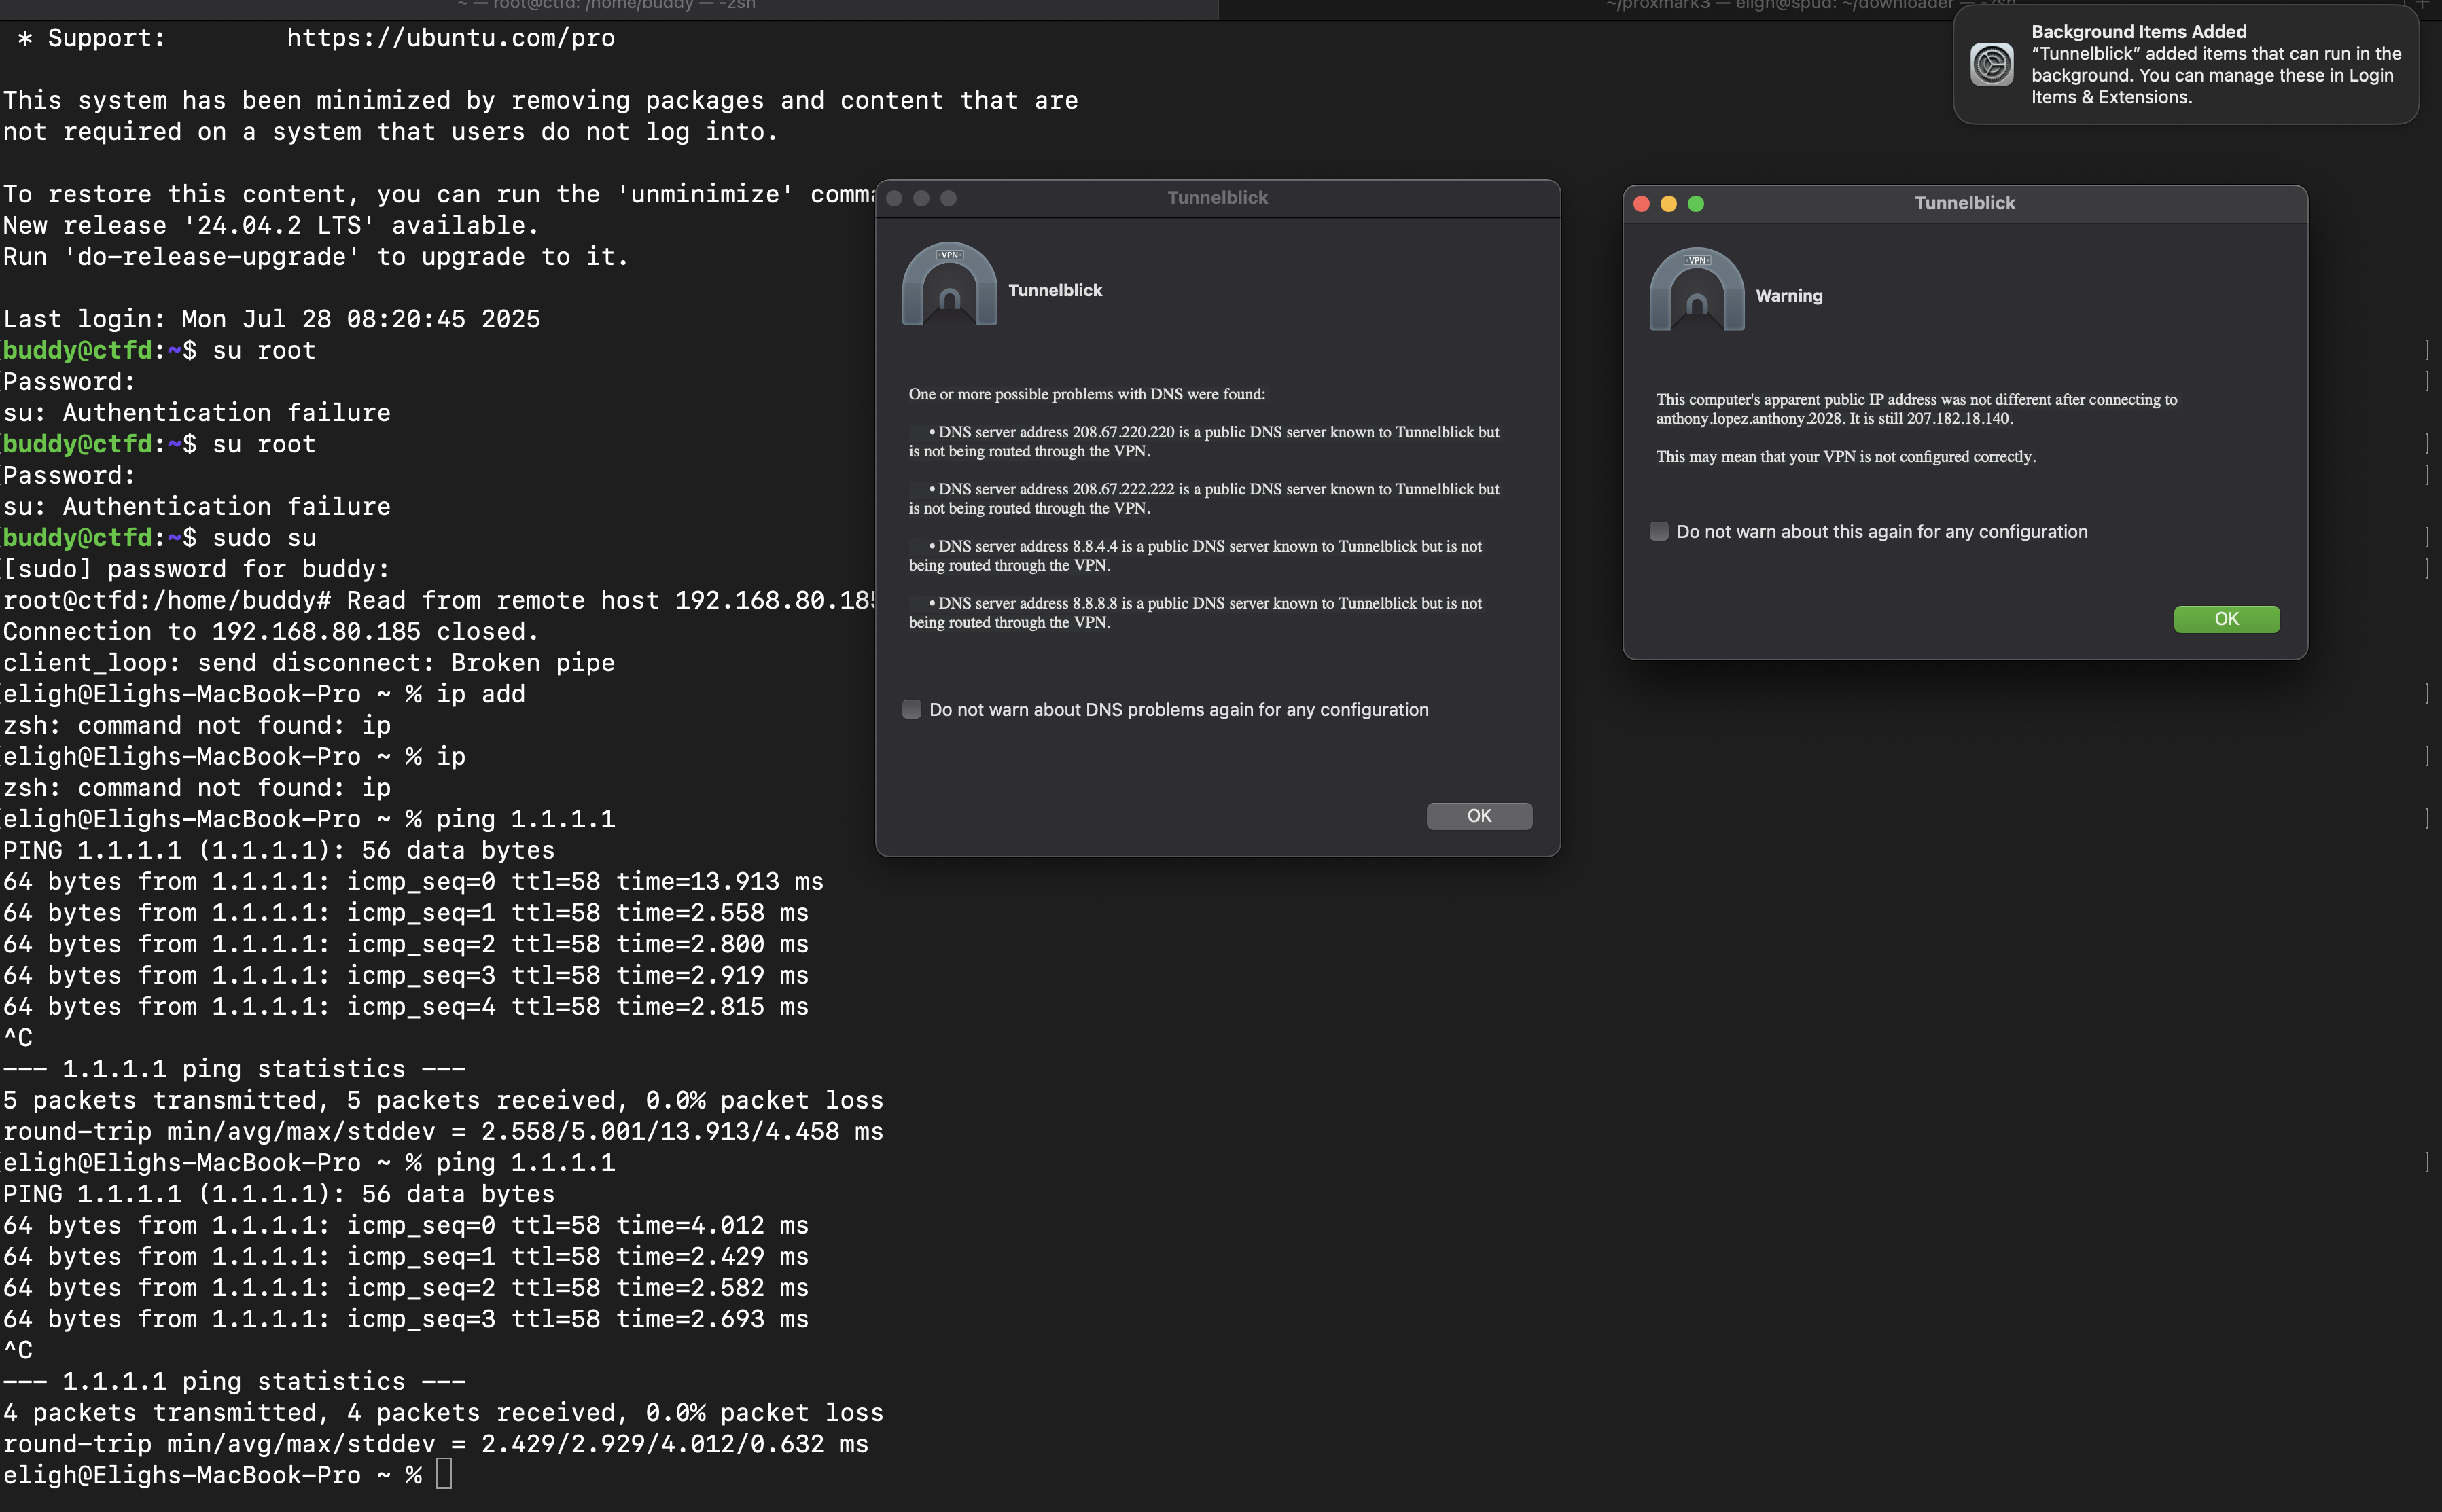 ~ — root@ctfd: /home/buddy — -zsh
~/proxmark3 — eligh@spud: ~/downloader — -zsh
* Support:        https://ubuntu.com/pro
This system has been minimized by removing packages and content that are
not required on a system that users do not log into.
To restore this content, you can run the 'unminimize' comma
New release '24.04.2 LTS' available.
Run 'do-release-upgrade' to upgrade to it.
Last login: Mon Jul 28 08:20:45 2025
[buddy@ctfd:~$ su root ]
[Password: ]
su: Authentication failure
[buddy@ctfd:~$ su root ]
[Password: ]
su: Authentication failure
[buddy@ctfd:~$ sudo su ]
[[sudo] password for buddy: ]
root@ctfd:/home/buddy# Read from remote host 192.168.80.185
Connection to 192.168.80.185 closed.
client_loop: send disconnect: Broken pipe
[eligh@Elighs-MacBook-Pro ~ % ip add ]
zsh: command not found: ip
[eligh@Elighs-MacBook-Pro ~ % ip ]
zsh: command not found: ip
[eligh@Elighs-MacBook-Pro ~ % ping 1.1.1.1 ]
PING 1.1.1.1 (1.1.1.1): 56 data bytes
64 bytes from 1.1.1.1: icmp_seq=0 ttl=58 time=13.913 ms
64 bytes from 1.1.1.1: icmp_seq=1 ttl=58 time=2.558 ms
64 bytes from 1.1.1.1: icmp_seq=2 ttl=58 time=2.800 ms
64 bytes from 1.1.1.1: icmp_seq=3 ttl=58 time=2.919 ms
64 bytes from 1.1.1.1: icmp_seq=4 ttl=58 time=2.815 ms
^C
--- 1.1.1.1 ping statistics ---
5 packets transmitted, 5 packets received, 0.0% packet loss
round-trip min/avg/max/stddev = 2.558/5.001/13.913/4.458 ms
[eligh@Elighs-MacBook-Pro ~ % ping 1.1.1.1 ]
PING 1.1.1.1 (1.1.1.1): 56 data bytes
64 bytes from 1.1.1.1: icmp_seq=0 ttl=58 time=4.012 ms
64 bytes from 1.1.1.1: icmp_seq=1 ttl=58 time=2.429 ms
64 bytes from 1.1.1.1: icmp_seq=2 ttl=58 time=2.582 ms
64 bytes from 1.1.1.1: icmp_seq=3 ttl=58 time=2.693 ms
^C
--- 1.1.1.1 ping statistics ---
4 packets transmitted, 4 packets received, 0.0% packet loss
round-trip min/avg/max/stddev = 2.429/2.929/4.012/0.632 ms
eligh@Elighs-MacBook-Pro ~ %
Tunnelblick
VPN
Tunnelblick
One or more possible problems with DNS were found:
• DNS server address 208.67.220.220 is a public DNS server known to Tunnelblick but
is not being routed through the VPN.
• DNS server address 208.67.222.222 is a public DNS server known to Tunnelblick but
is not being routed through the VPN.
• DNS server address 8.8.4.4 is a public DNS server known to Tunnelblick but is not
being routed through the VPN.
• DNS server address 8.8.8.8 is a public DNS server known to Tunnelblick but is not
being routed through the VPN.
Do not warn about DNS problems again for any configuration
OK
Tunnelblick
VPN
Warning
This computer's apparent public IP address was not different after connecting to
anthony.lopez.anthony.2028. It is still 207.182.18.140.
This may mean that your VPN is not configured correctly.
Do not warn about this again for any configuration
OK
Background Items Added
“Tunnelblick” added items that can run in the
background. You can manage these in Login
Items & Extensions.